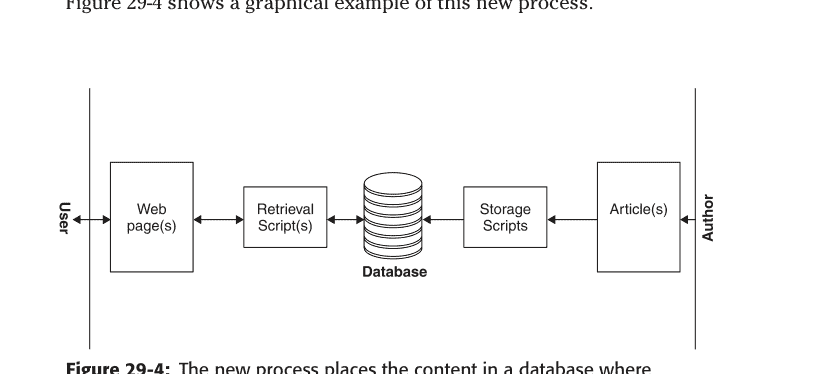 Figure 29-4 shows a graphical example of this new process.
User
Web
page(s)
Retrieval
Script(s)
Database
Storage
Scripts
Article(s)
Author
Figure 29-4: The new process places the content in a database where